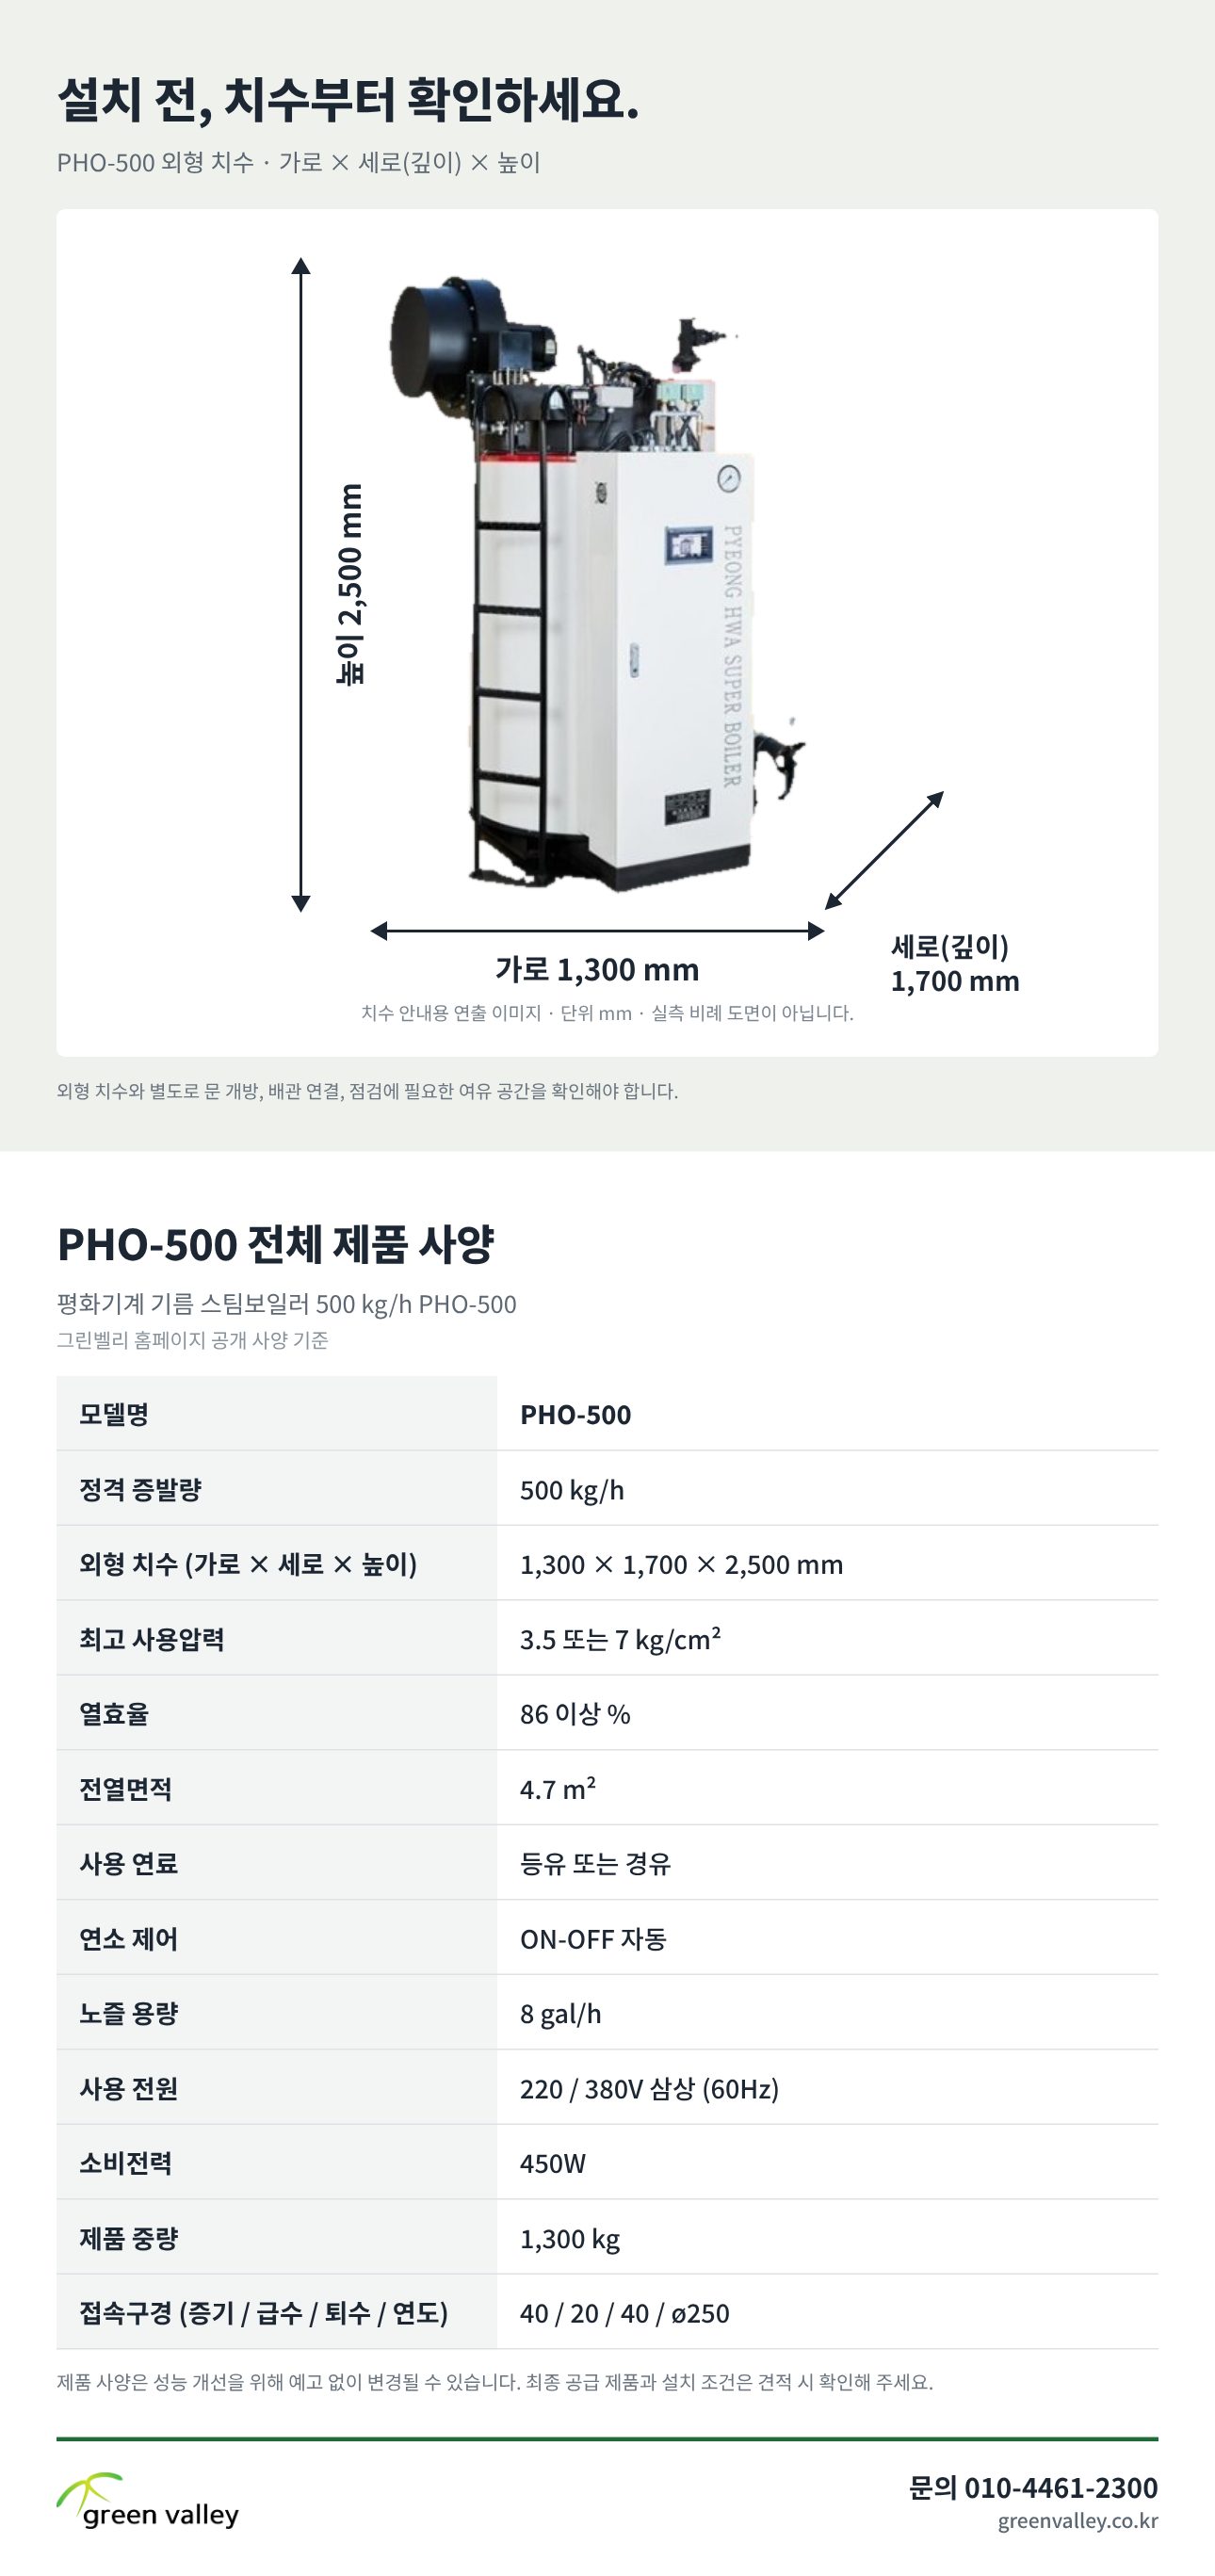 설치 전, 치수부터 확인하세요.
PHO-500 외형 치수 · 가로 × 세로(깊이) × 높이
높이 2,500 mm
PYEONG HWA SUPER BOILER
가로 1,300 mm
세로(깊이)
1,700 mm
치수 안내용 연출 이미지 · 단위 mm · 실측 비례 도면이 아닙니다.
외형 치수와 별도로 문 개방, 배관 연결, 점검에 필요한 여유 공간을 확인해야 합니다.
PHO-500 전체 제품 사양
평화기계 기름 스팀보일러 500 kg/h PHO-500
그린벨리 홈페이지 공개 사양 기준
모델명 PHO-500
정격 증발량 500 kg/h
외형 치수 (가로 × 세로 × 높이) 1,300 × 1,700 × 2,500 mm
최고 사용압력 3.5 또는 7 kg/cm²
열효율 86 이상 %
전열면적 4.7 m²
사용 연료 등유 또는 경유
연소 제어 ON-OFF 자동
노즐 용량 8 gal/h
사용 전원 220 / 380V 삼상 (60Hz)
소비전력 450W
제품 중량 1,300 kg
접속구경 (증기 / 급수 / 퇴수 / 연도) 40 / 20 / 40 / ø250
제품 사양은 성능 개선을 위해 예고 없이 변경될 수 있습니다. 최종 공급 제품과 설치 조건은 견적 시 확인해 주세요.
green valley
문의 010-4461-2300
greenvalley.co.kr